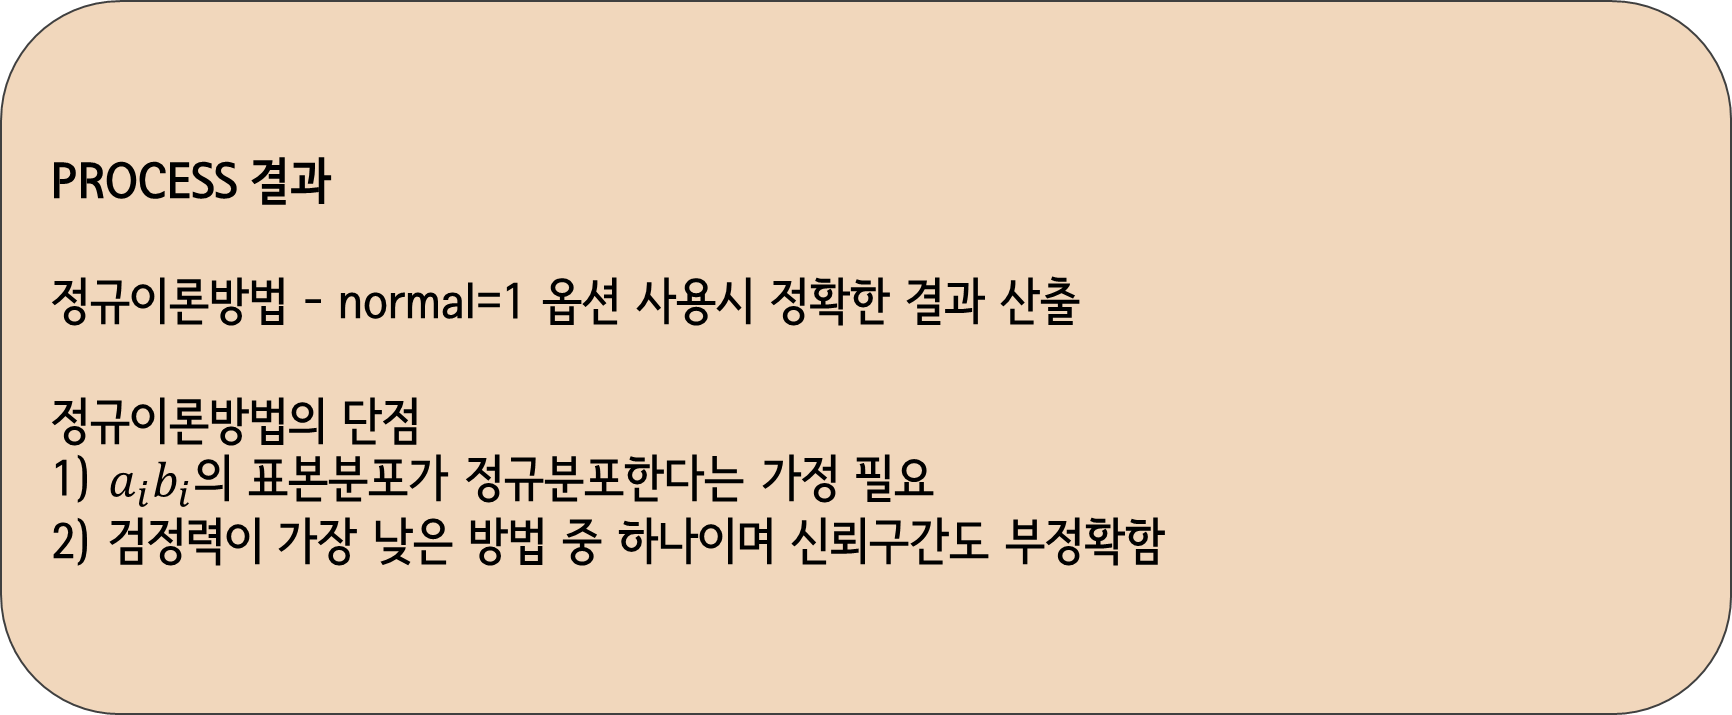 PROCESS 결과
정규이론방법 – normal=1 옵션 사용시 정확한 결과 산출
정규이론방법의 단점
1) aᵢbᵢ의 표본분포가 정규분포한다는 가정 필요
2) 검정력이 가장 낮은 방법 중 하나이며 신뢰구간도 부정확함